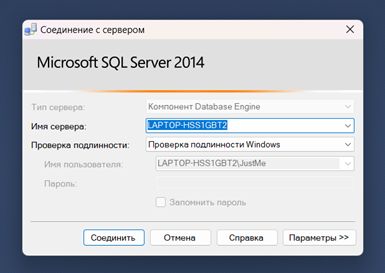 Соединение с сервером
Microsoft SQL Server 2014
Тип сервера: Компонент Database Engine
Имя сервера: LAPTOP-HSS1GBT2
Проверка подлинности: Проверка подлинности Windows
Имя пользователя: LAPTOP-HSS1GBT2\JustMe
Пароль:
Запомнить пароль
Соединить Отмена Справка Параметры >>